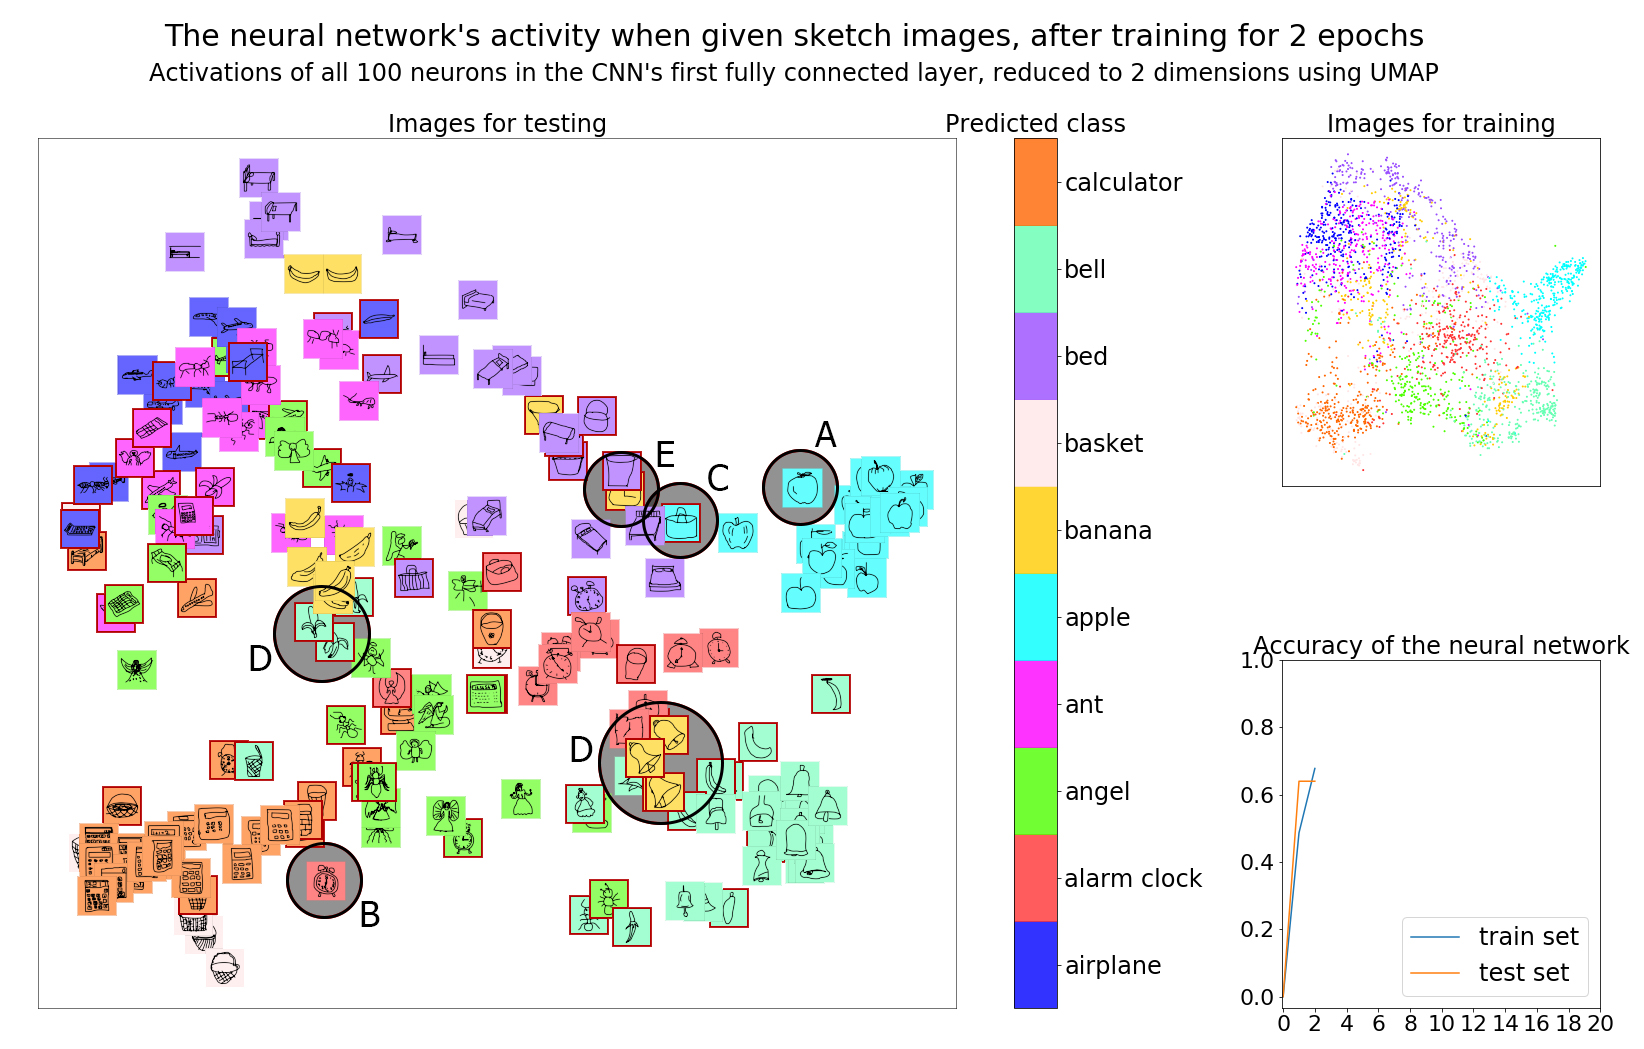 The neural network's activity when given sketch images, after training for 2 epochs
Activations of all 100 neurons in the CNN's first fully connected layer, reduced to 2 dimensions using UMAP
Images for testing
A
E
C
D
D
B
Predicted class
calculator
bell
bed
basket
banana
apple
ant
angel
alarm clock
airplane
Images for training
Accuracy of the neural network
1.0
0.8
0.6
0.4
0.2
0.0
train set
test set
0 2 4 6 8 10 12 14 16 18 20